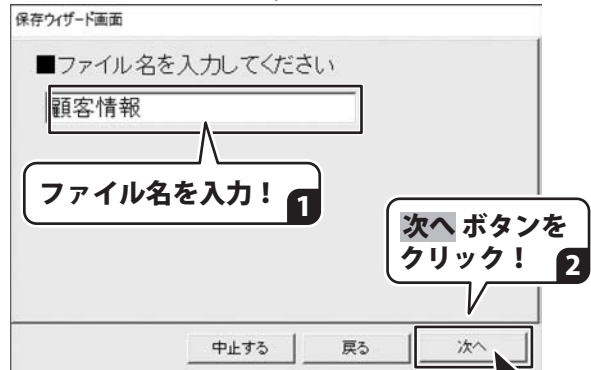 保存ウィザード画面
■ファイル名を入力してください
顧客情報
ファイル名を入力！ 1
次へ ボタンを
クリック！ 2
中止する 戻る 次へ